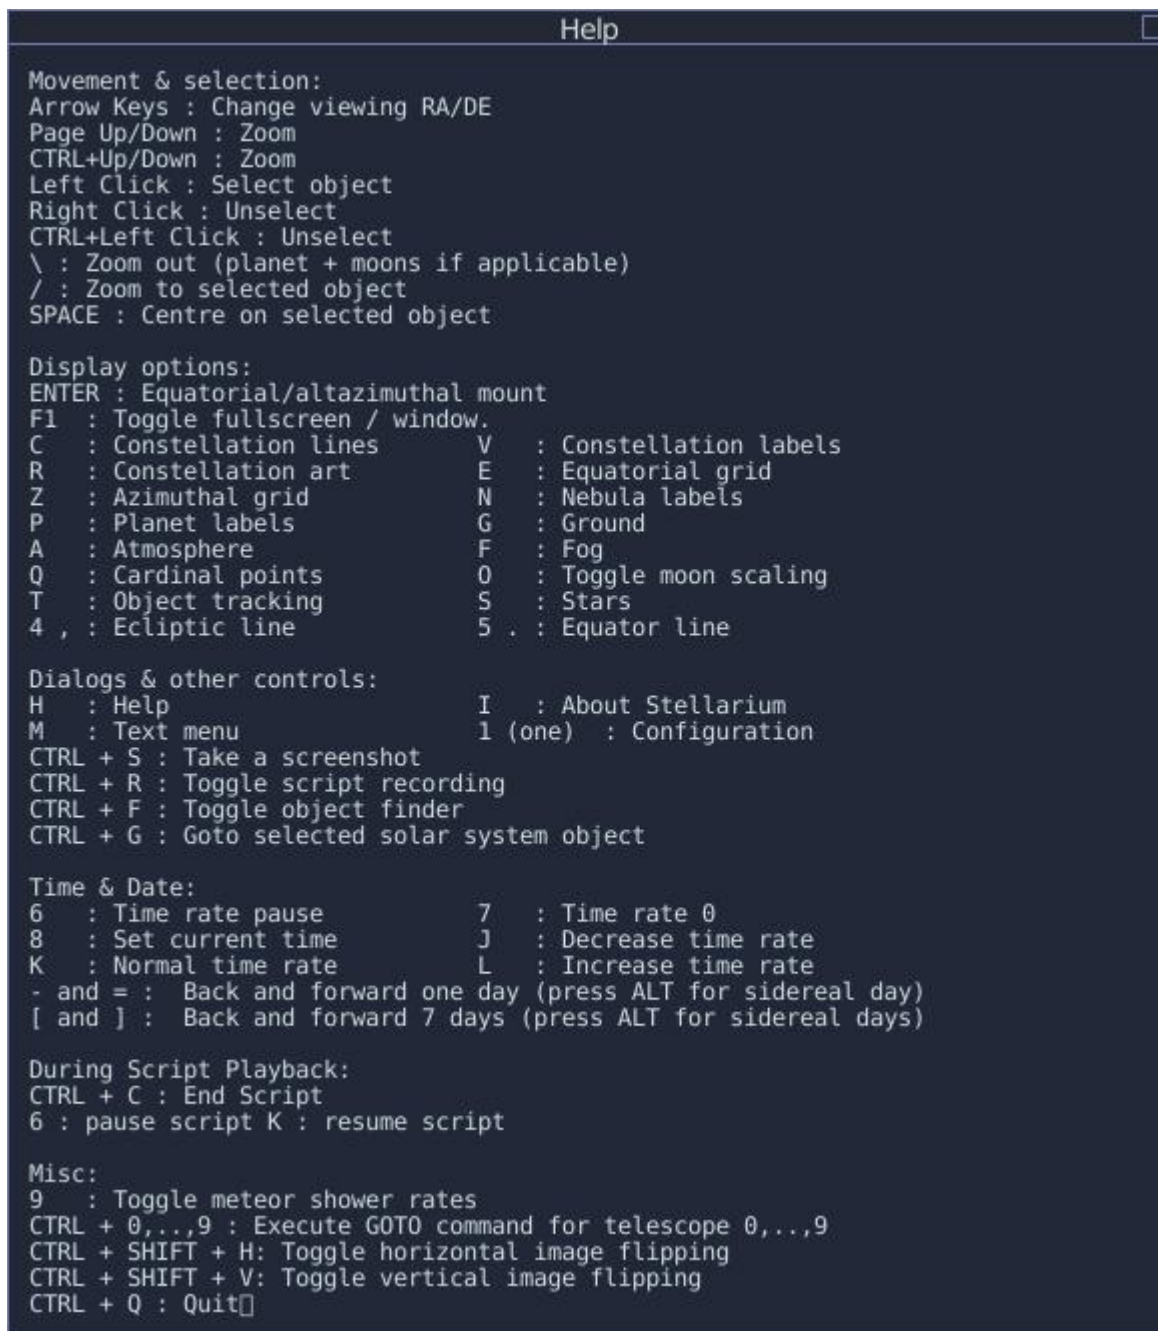 Help
Movement & selection:
Arrow Keys : Change viewing RA/DE
Page Up/Down : Zoom
CTRL+Up/Down : Zoom
Left Click : Select object
Right Click : Unselect
CTRL+Left Click : Unselect
\ : Zoom out (planet + moons if applicable)
/ : Zoom to selected object
SPACE : Centre on selected object
Display options:
ENTER : Equatorial/altazimuthal mount
F1  : Toggle fullscreen / window.
C   : Constellation lines        V   : Constellation labels
R   : Constellation art          E   : Equatorial grid
Z   : Azimuthal grid             N   : Nebula labels
P   : Planet labels              G   : Ground
A   : Atmosphere                 F   : Fog
Q   : Cardinal points            O   : Toggle moon scaling
T   : Object tracking            S   : Stars
4 , : Ecliptic line              5 . : Equator line
Dialogs & other controls:
H   : Help                       I   : About Stellarium
M   : Text menu                  1 (one)  : Configuration
CTRL + S : Take a screenshot
CTRL + R : Toggle script recording
CTRL + F : Toggle object finder
CTRL + G : Goto selected solar system object
Time & Date:
6   : Time rate pause            7   : Time rate 0
8   : Set current time           J   : Decrease time rate
K   : Normal time rate           L   : Increase time rate
- and = :  Back and forward one day (press ALT for sidereal day)
[ and ] :  Back and forward 7 days (press ALT for sidereal days)
During Script Playback:
CTRL + C : End Script
6 : pause script K : resume script
Misc:
9   : Toggle meteor shower rates
CTRL + 0,..,9 : Execute GOTO command for telescope 0,..,9
CTRL + SHIFT + H: Toggle horizontal image flipping
CTRL + SHIFT + V: Toggle vertical image flipping
CTRL + Q : Quit